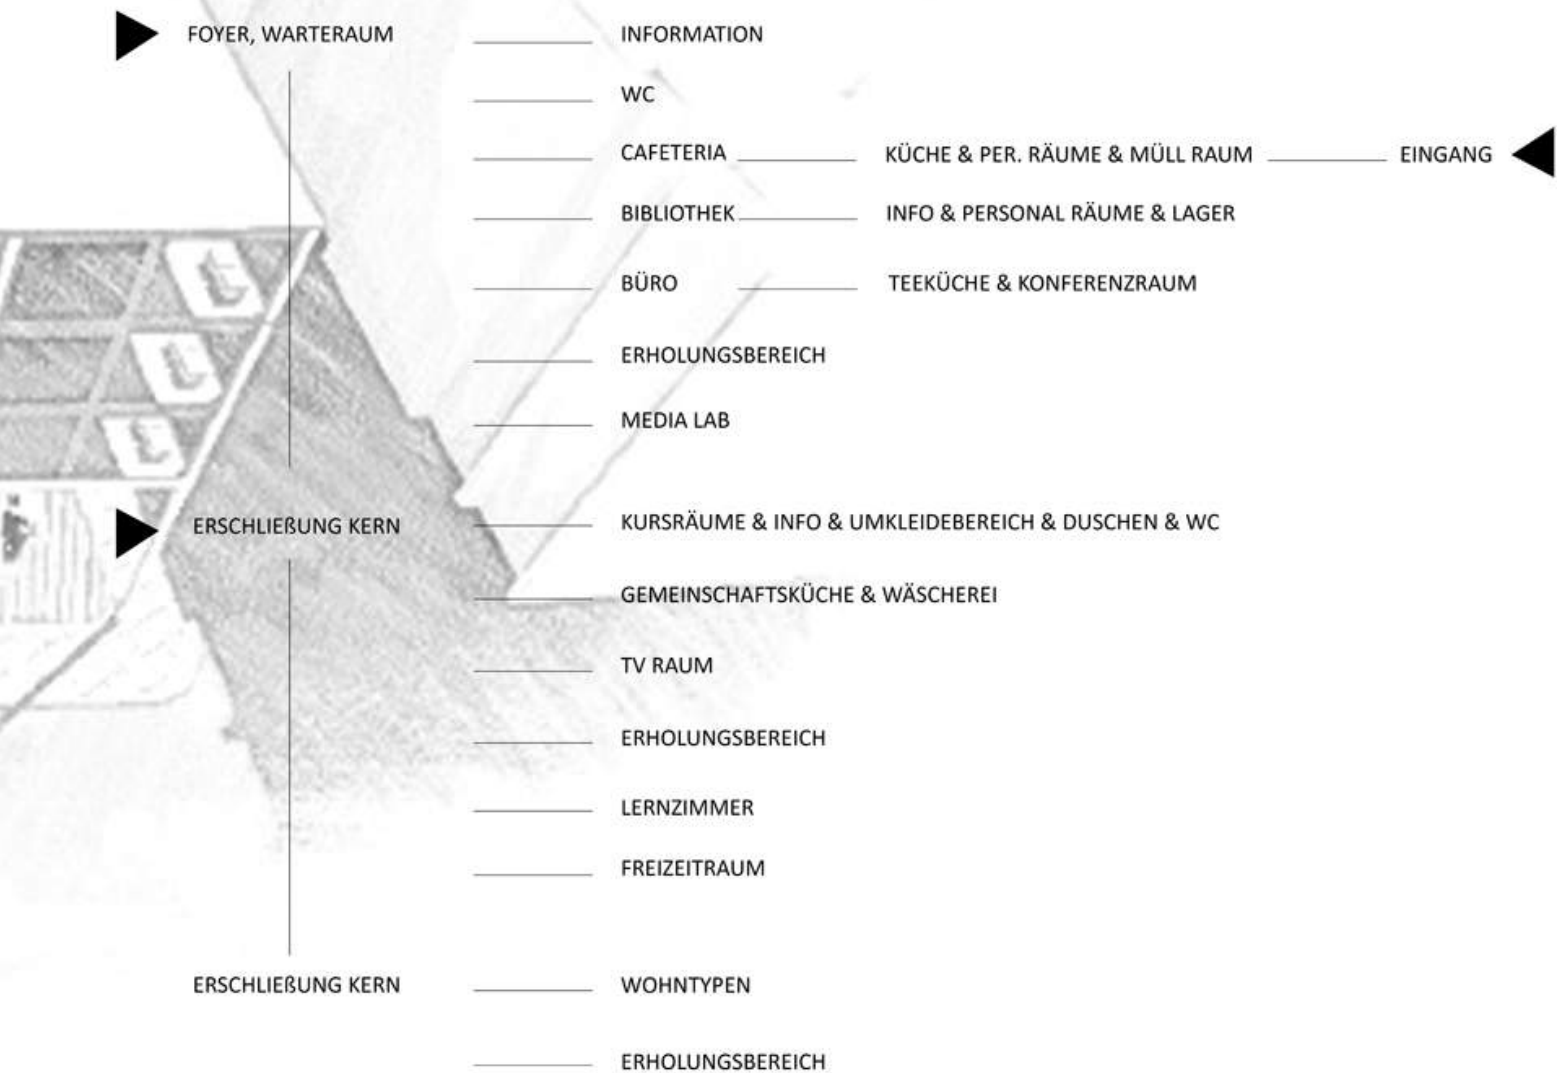 FOYER, WARTERAUM INFORMATION
WC
CAFETERIA KÜCHE & PER. RÄUME & MÜLL RAUM EINGANG
BIBLIOTHEK INFO & PERSONAL RÄUME & LAGER
BÜRO TEEKÜCHE & KONFERENZRAUM
ERHOLUNGSBEREICH
MEDIA LAB
ERSCHLIEßUNG KERN KURSRÄUME & INFO & UMKLEIDEBEREICH & DUSCHEN & WC
GEMEINSCHAFTSKÜCHE & WÄSCHEREI
TV RAUM
ERHOLUNGSBEREICH
LERNZIMMER
FREIZEITRAUM
ERSCHLIEßUNG KERN WOHNTYPEN
ERHOLUNGSBEREICH